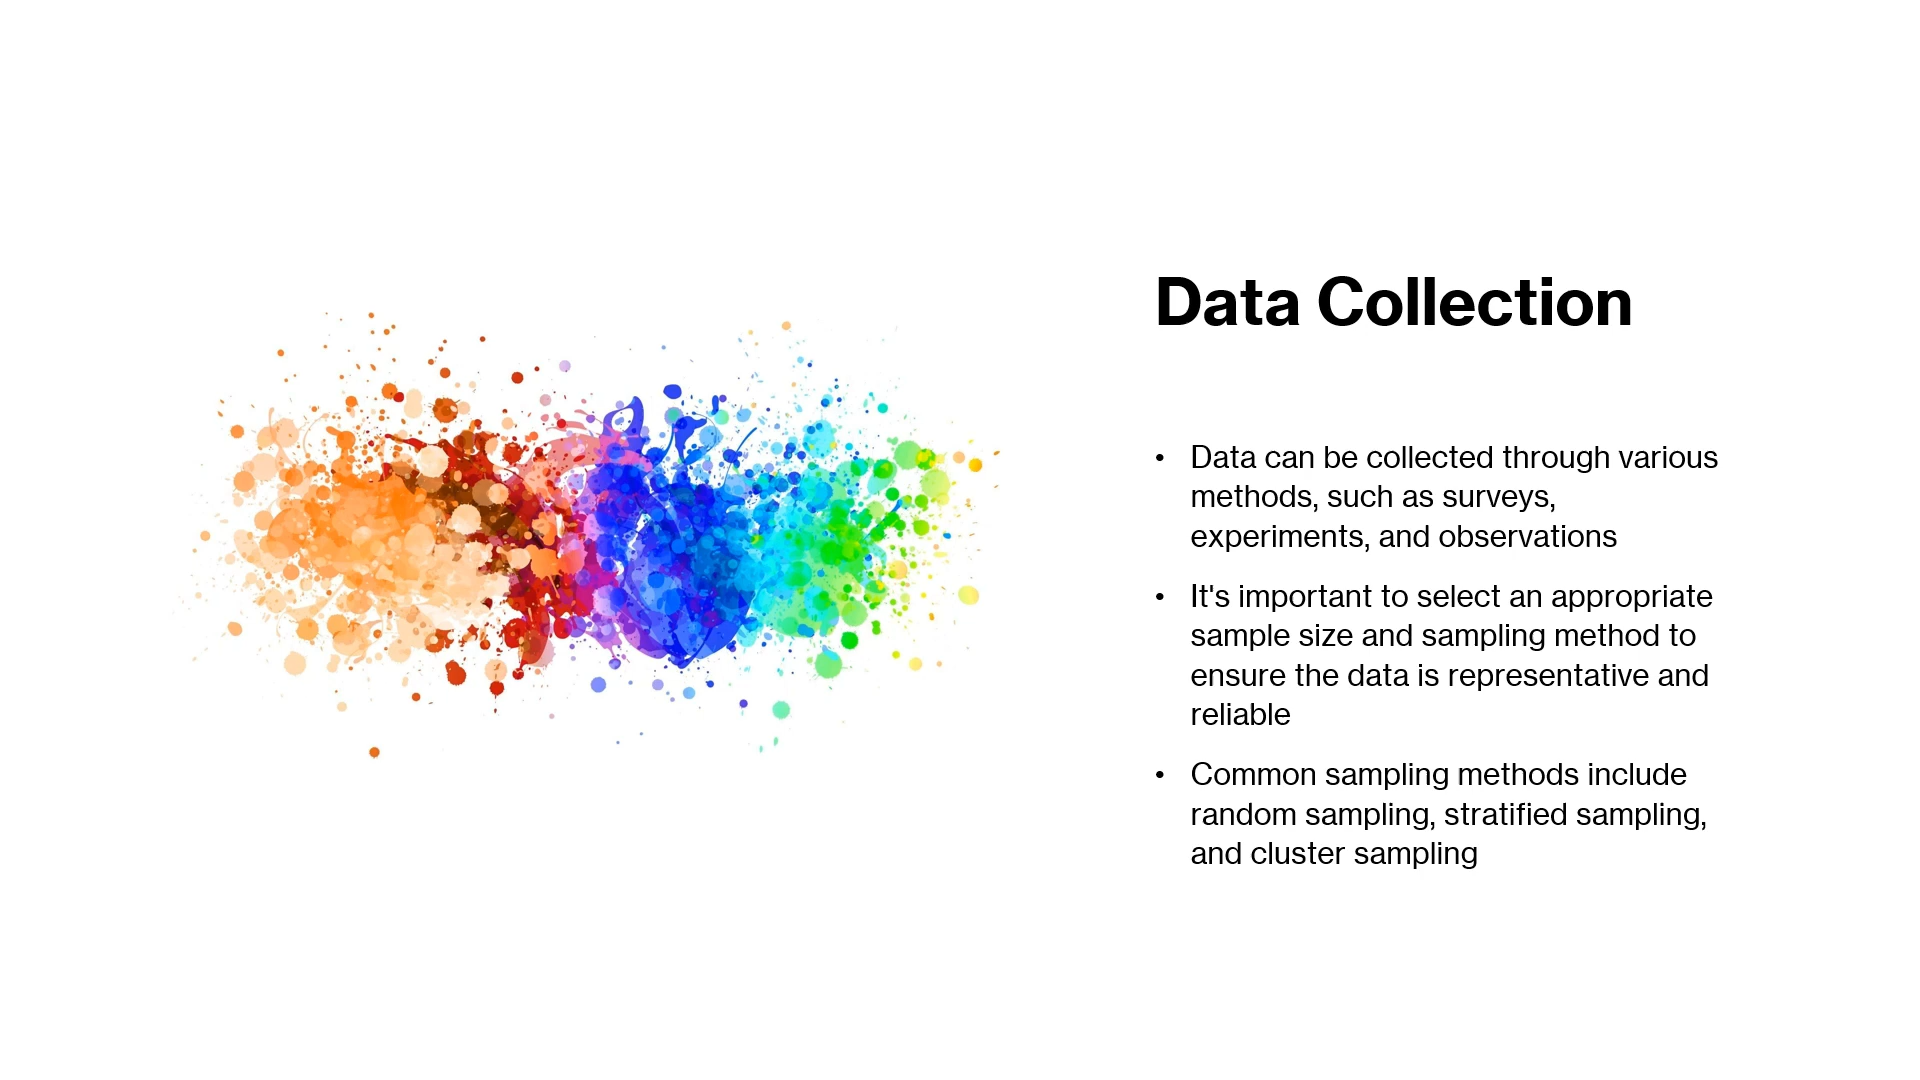 Data Collection
• Data can be collected through various
methods, such as surveys,
experiments, and observations
• It's important to select an appropriate
sample size and sampling method to
ensure the data is representative and
reliable
• Common sampling methods include
random sampling, stratified sampling,
and cluster sampling